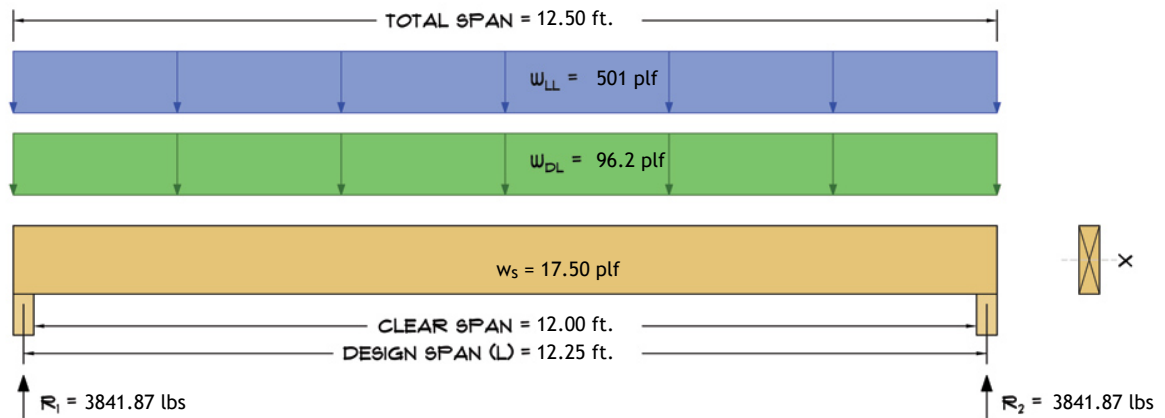 TOTAL SPAN = 12.50 ft.
WLL = 501 plf
WDL = 96.2 plf
ws = 17.50 plf
X
CLEAR SPAN = 12.00 ft.
DESIGN SPAN (L) = 12.25 ft.
R1 = 3841.87 lbs
R2 = 3841.87 lbs